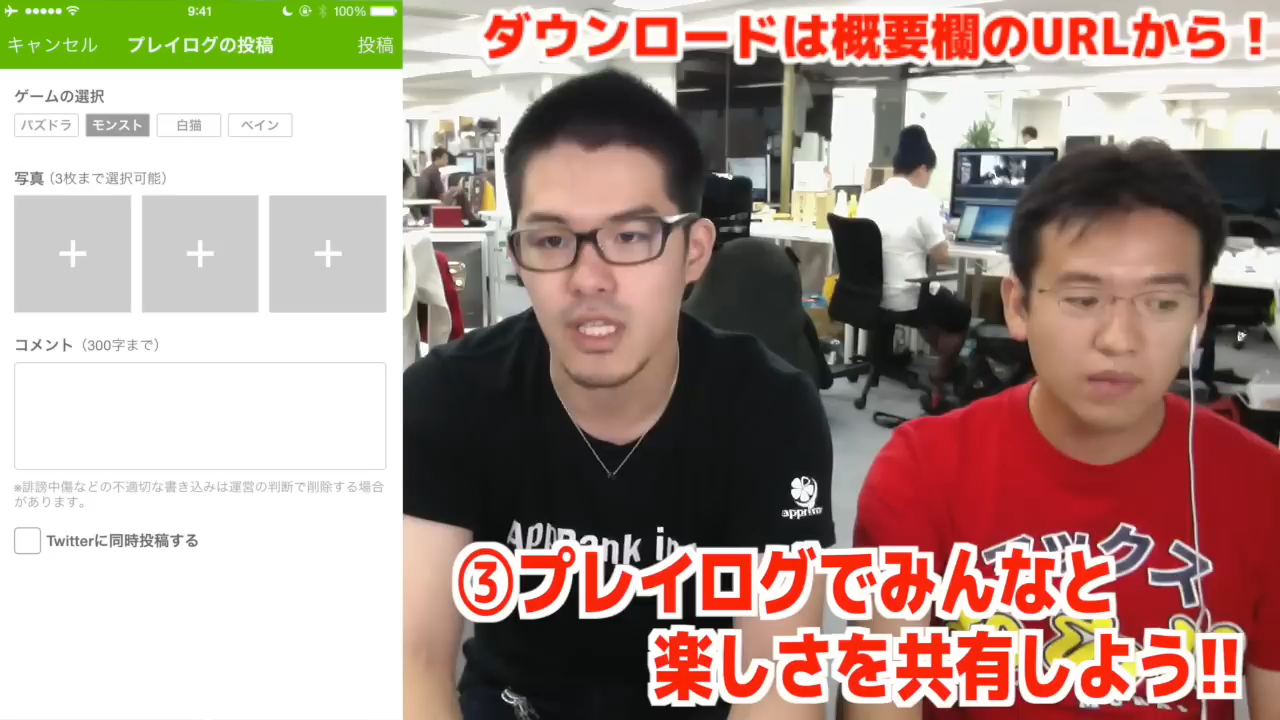 9:41
100%
キャンセル
プレイログの投稿
投稿
ゲームの選択
パズドラ
モンスト
白猫
ベイン
写真(3枚まで選択可能)
コメント(300字まで)
※誹謗中傷などの不適切な書き込みは運営の判断で削除する場合
があります。
Twitterに同時投稿する
ダウンロードは概要欄のURLから!
AppBank
マックス
③プレイログでみんなと
楽しさを共有しよう!!